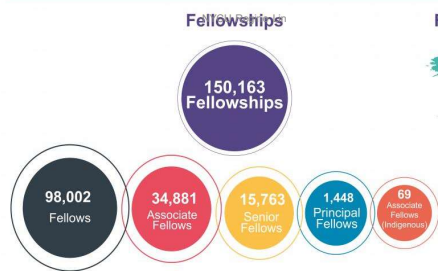 Fellowships
150,163
Fellowships
98,002
Fellows
34,881
Associate
Fellows
15,763
Senior
Fellows
1,448
Principal
Fellows
69
Associate
Fellows
(Indigenous)